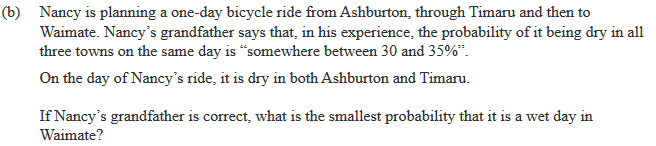 (b) Nancy is planning a one-day bicycle ride from Ashburton, through Timaru and then to
Waimate. Nancy’s grandfather says that, in his experience, the probability of it being dry in all
three towns on the same day is “somewhere between 30 and 35%”.
On the day of Nancy’s ride, it is dry in both Ashburton and Timaru.
If Nancy’s grandfather is correct, what is the smallest probability that it is a wet day in
Waimate?